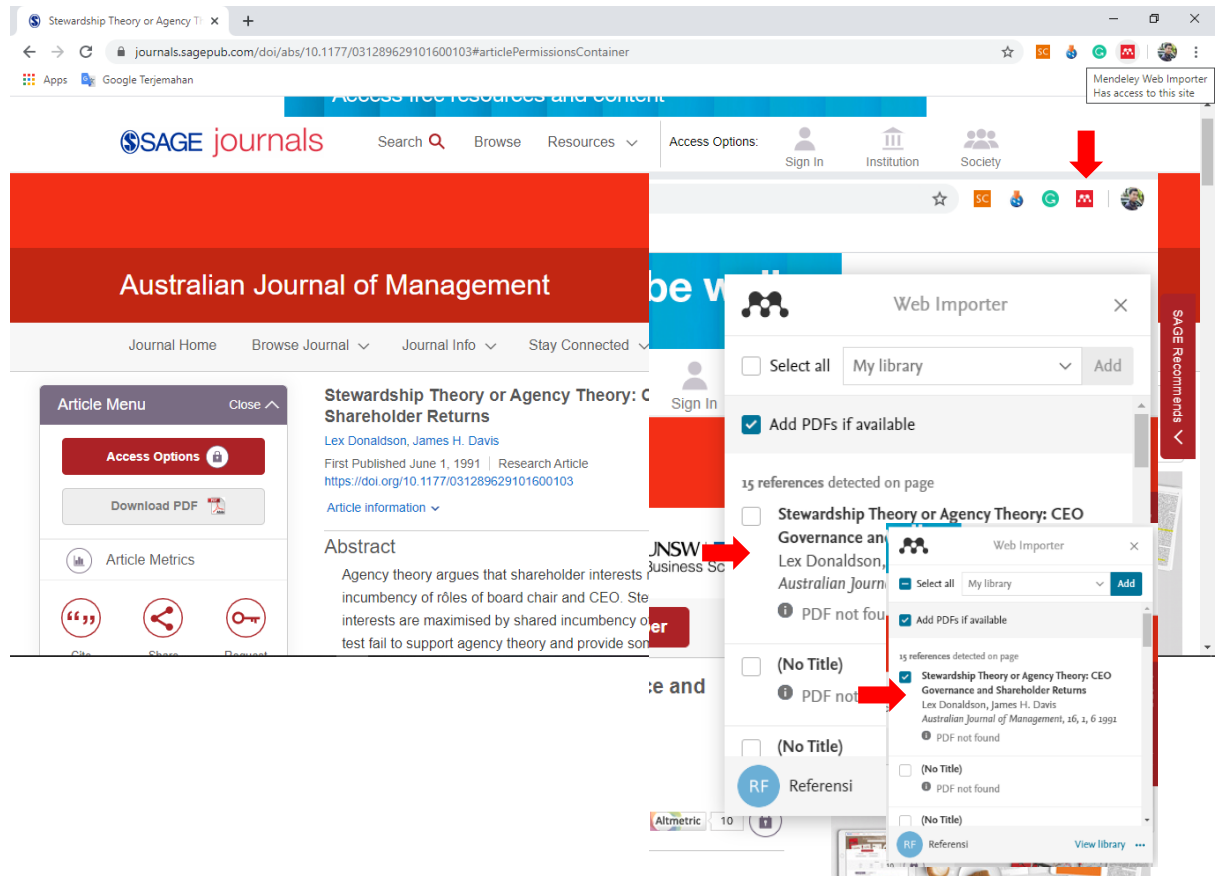 Stewardship Theory or Agency Th
journals.sagepub.com/doi/abs/10.1177/031289629101600103#articlePermissionsContainer
SC
G
Apps
Google Terjemahan
Mendeley Web Importer
Has access to this site
Access free resources and content
SAGE journals
Search
Browse
Resources
Access Options:
Sign In
Institution
Society
SC
G
Australian Journal of Management
be w
Journal Home
Browse Journal
Journal Info
Stay Connected
SAGE Recommends
Article Menu
Close
Access Options
Download PDF
Article Metrics
Cite
Share
Request
Stewardship Theory or Agency Theory: C
Shareholder Returns
Lex Donaldson, James H. Davis
First Published June 1, 1991 | Research Article
https://doi.org/10.1177/031289629101600103
Article information
Abstract
Agency theory argues that shareholder interests r
incumbency of rôles of board chair and CEO. Ste
interests are maximised by shared incumbency o
test fail to support agency theory and provide son
Sign In
UNSW
Business Sc
er
ce and
Altmetric 10
Web Importer
Select all
My library
Add
Add PDFs if available
15 references detected on page
Stewardship Theory or Agency Theory: CEO
Governance an
Lex Donaldson,
Australian Journ
PDF not fou
(No Title)
PDF not
(No Title)
RF
Referensi
Web Importer
Select all
My library
Add
Add PDFs if available
15 references detected on page
Stewardship Theory or Agency Theory: CEO
Governance and Shareholder Returns
Lex Donaldson, James H. Davis
Australian Journal of Management, 16, 1, 6 1991
PDF not found
(No Title)
PDF not found
(No Title)
RF
Referensi
View library